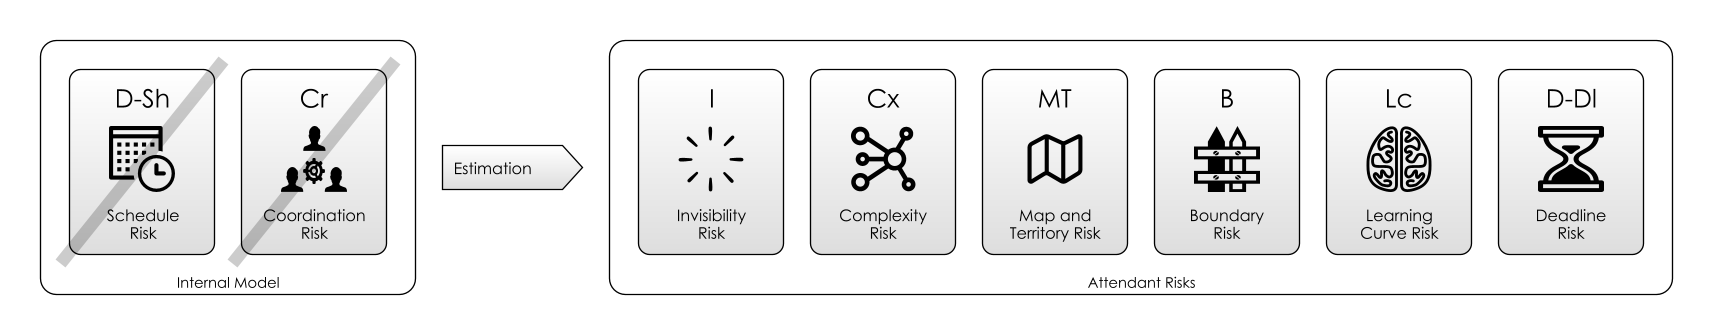 D-Sh
Schedule
Risk
Cr
Coordination
Risk
Internal Model
Estimation
I
Invisibility
Risk
Cx
Complexity
Risk
MT
Map and
Territory Risk
B
Boundary
Risk
Lc
Learning
Curve Risk
D-Dl
Deadline
Risk
Attendant Risks